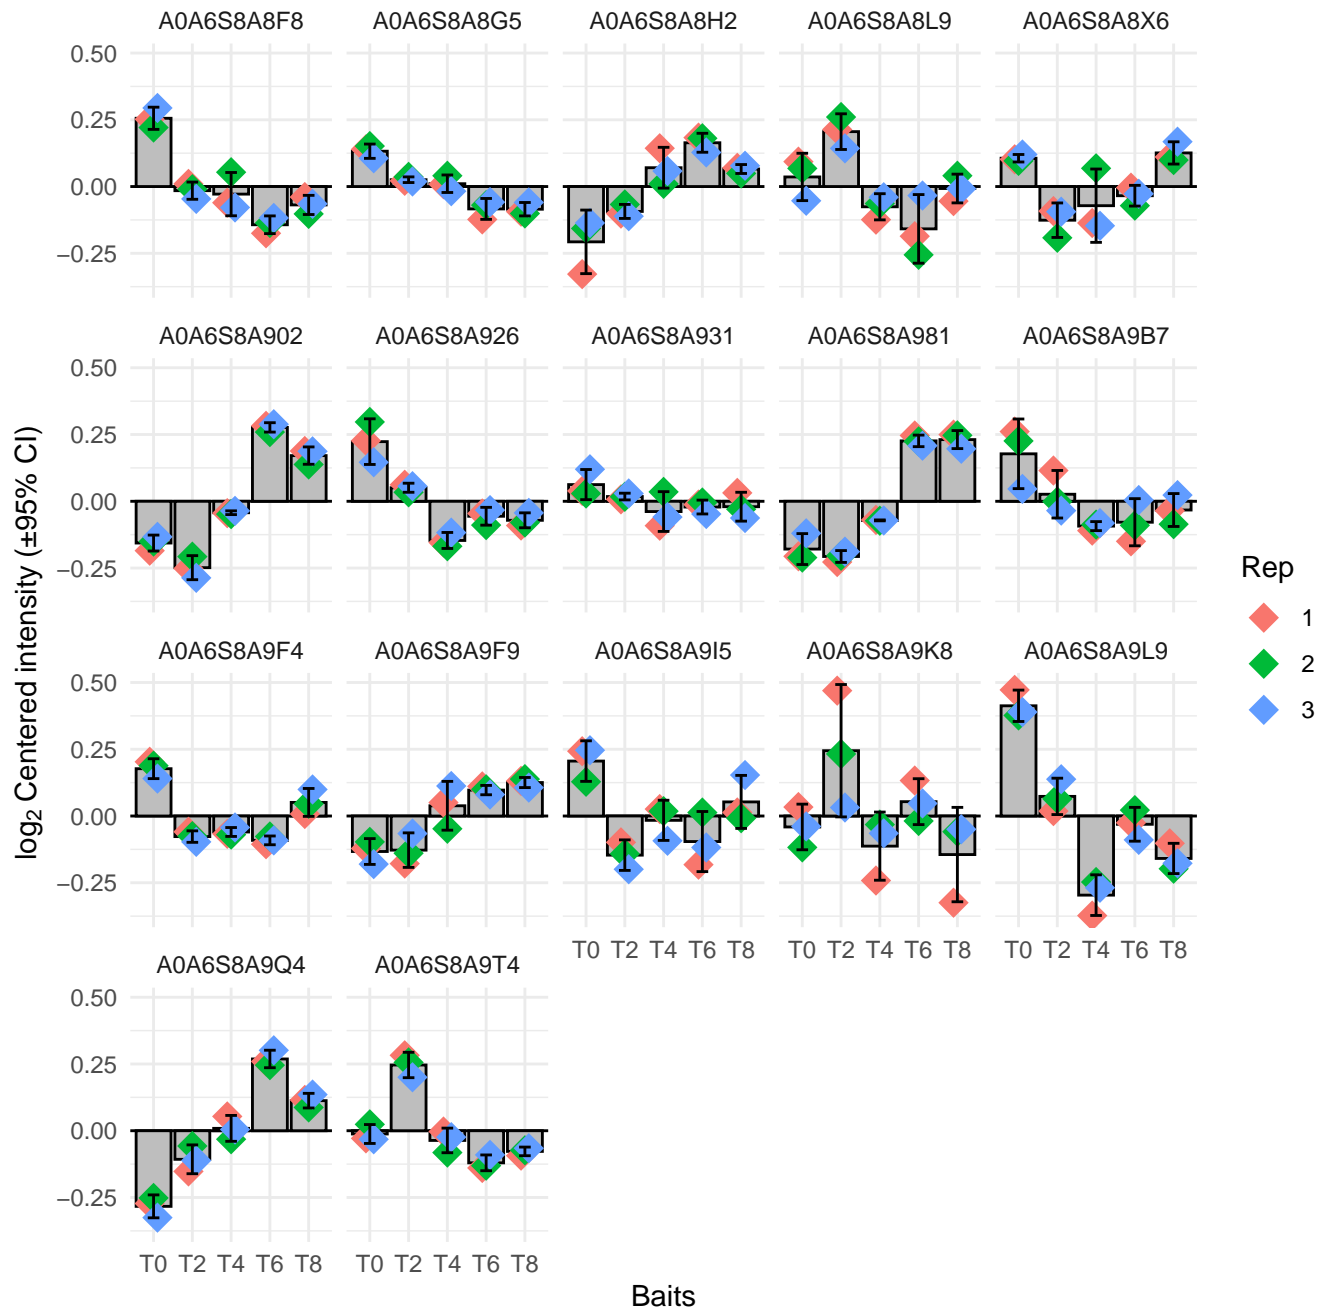 A0A6S8A8F8 A0A6S8A8G5 A0A6S8A8H2 A0A6S8A8L9 A0A6S8A8X6
0.50
0.25
0.00
−0.25
A0A6S8A902 A0A6S8A926 A0A6S8A931 A0A6S8A981 A0A6S8A9B7
0.50
0.25
0.00
−0.25
A0A6S8A9F4 A0A6S8A9F9 A0A6S8A9I5 A0A6S8A9K8 A0A6S8A9L9
0.50
0.25
0.00
−0.25
T0 T2 T4 T6 T8 T0 T2 T4 T6 T8 T0 T2 T4 T6 T8
A0A6S8A9Q4 A0A6S8A9T4
0.50
0.25
0.00
−0.25
T0 T2 T4 T6 T8 T0 T2 T4 T6 T8
Baits
log2 Centered intensity (±95% CI)
Rep
1
2
3